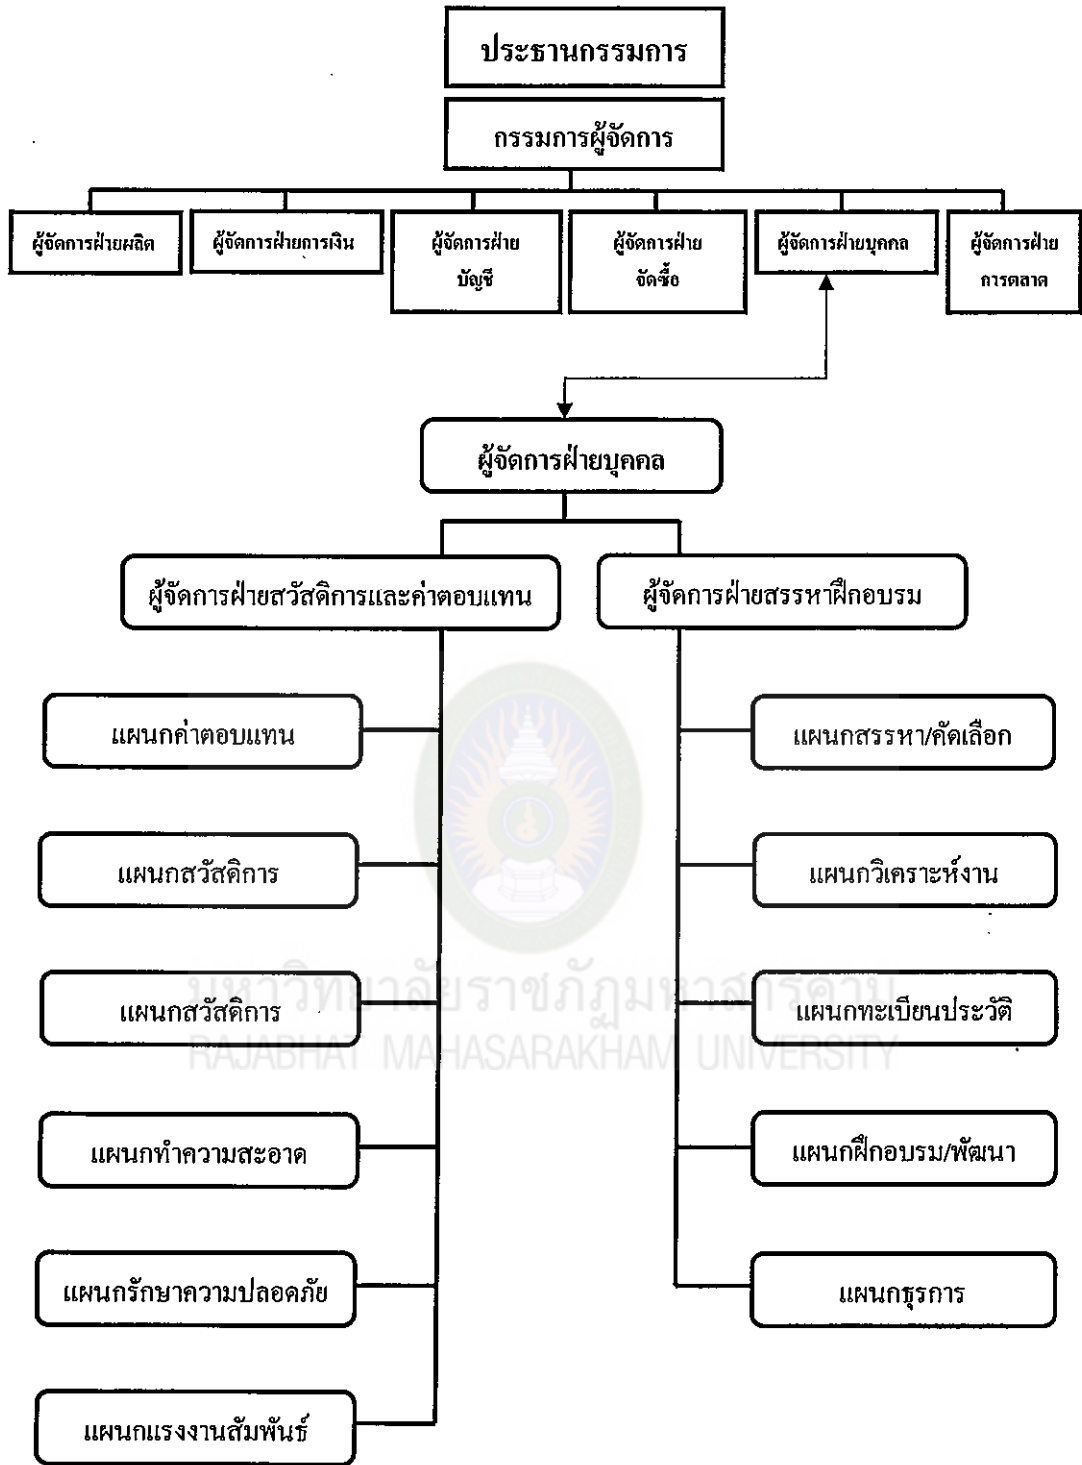 ประธานกรรมการ
กรรมการผู้จัดการ
ผู้จัดการฝ่ายผลิต
ผู้จัดการฝ่ายการเงิน
ผู้จัดการฝ่าย
บัญชี
ผู้จัดการฝ่าย
จัดซื้อ
ผู้จัดการฝ่ายบุคคล
ผู้จัดการฝ่าย
การตลาด
ผู้จัดการฝ่ายบุคคล
ผู้จัดการฝ่ายสวัสดิการและค่าตอบแทน
ผู้จัดการฝ่ายสรรหาฝึกอบรม
แผนกค่าตอบแทน
แผนกสรรหา/คัดเลือก
แผนกสวัสดิการ
แผนกวิเคราะห์งาน
แผนกสวัสดิการ
แผนกทะเบียนประวัติ
มหาวิทยาลัยราชภัฏมหาสารคาม
RAJABHAT MAHASARAKHAM UNIVERSITY
แผนกทำความสะอาด
แผนกฝึกอบรม/พัฒนา
แผนกรักษาความปลอดภัย
แผนกธุรการ
แผนกแรงงานสัมพันธ์